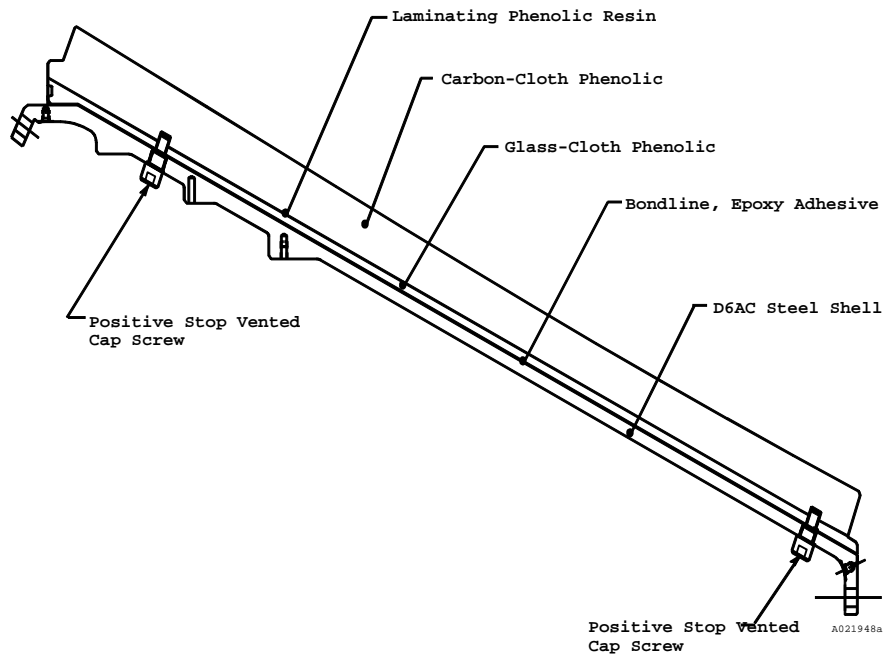 Laminating Phenolic Resin
Carbon-Cloth Phenolic
Glass-Cloth Phenolic
Bondline, Epoxy Adhesive
D6AC Steel Shell
Positive Stop Vented
Cap Screw
Positive Stop Vented
Cap Screw
A021948a